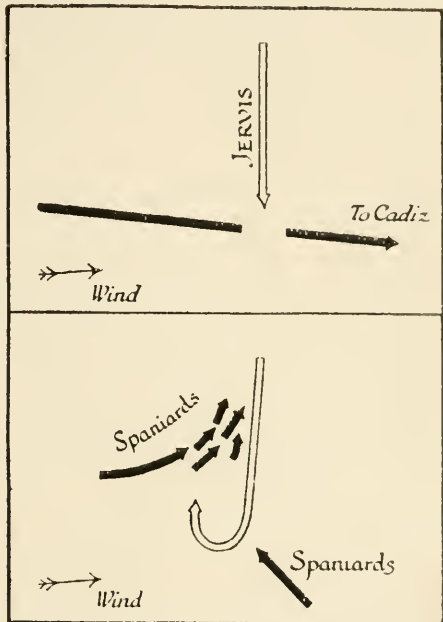 JERVIS
To Cadiz
Wind
Spaniards
Spaniards
Wind